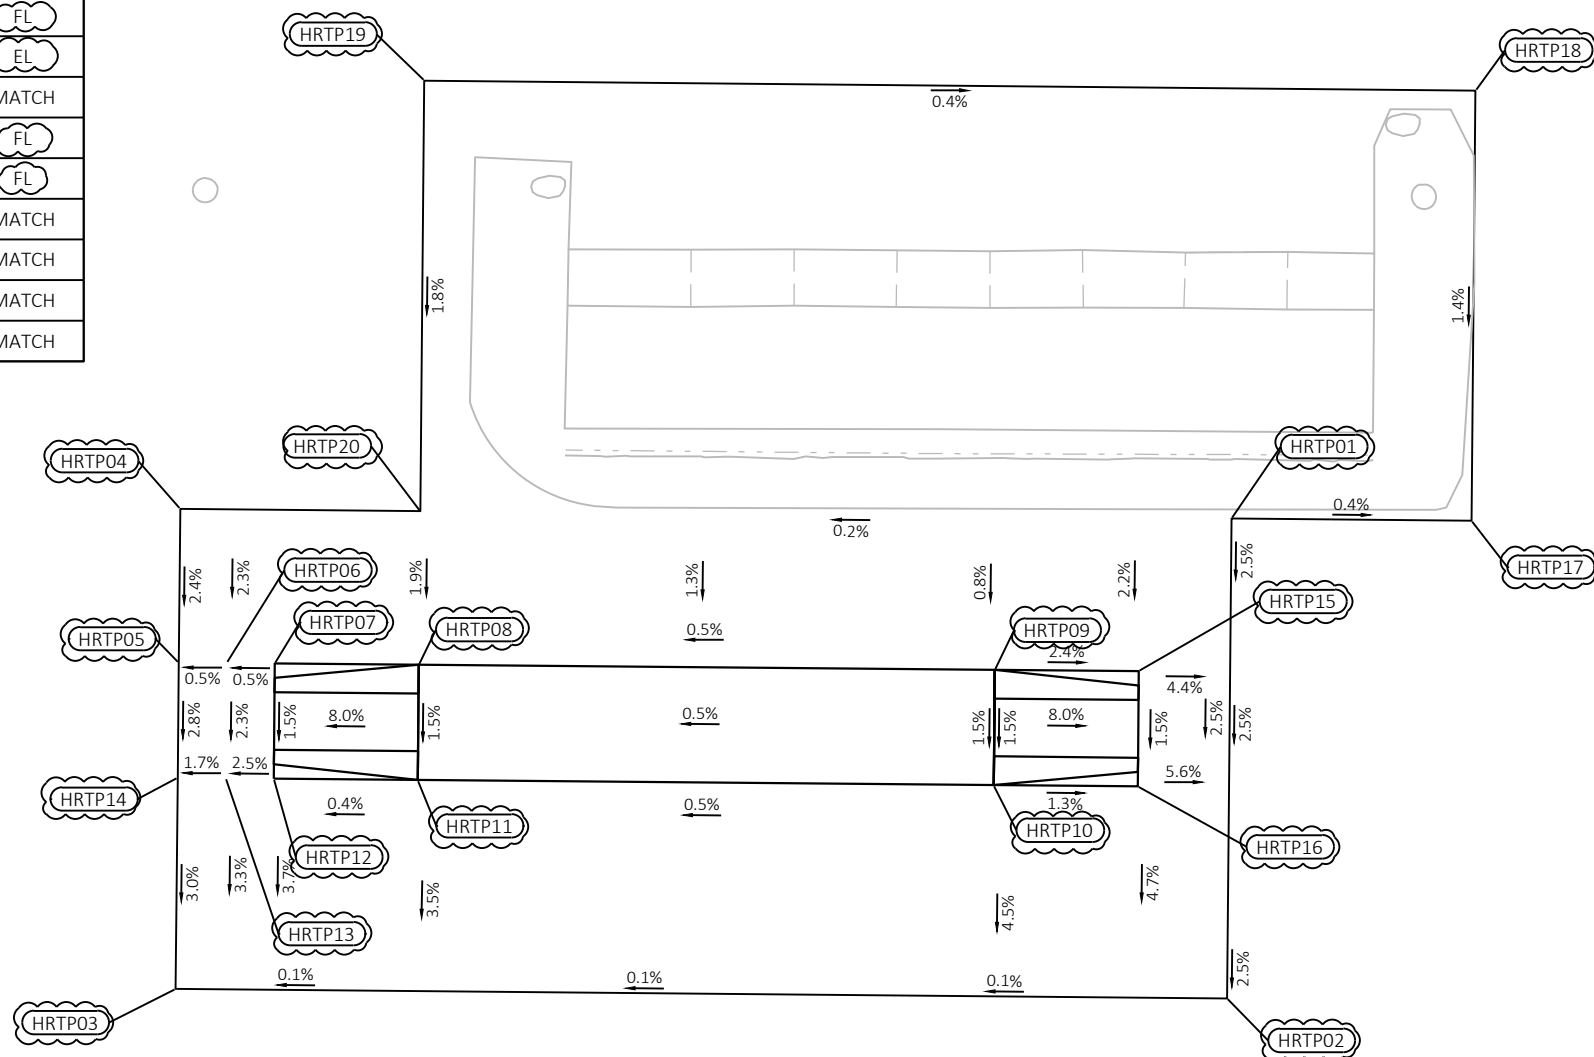 FL
EL
MATCH
FL
FL
MATCH
MATCH
MATCH
MATCH
HRTP19
HRTP18
0.4%
1.8%
1.4%
HRTP04
HRTP20
HRTP01
0.4%
0.2%
HRTP17
2.4%
2.3%
HRTP06
1.9%
1.3%
0.8%
2.2%
2.5%
HRTP15
HRTP05
HRTP07
HRTP08
0.5%
HRTP09
2.4%
0.5%
0.5%
4.4%
2.8%
2.3%
1.5%
8.0%
1.5%
0.5%
1.5%
1.5%
8.0%
1.5%
2.5%
2.5%
1.7%
2.5%
5.6%
HRTP14
0.4%
0.5%
1.3%
HRTP11
HRTP10
HRTP12
HRTP16
3.0%
3.3%
3.7%
3.5%
4.5%
4.7%
HRTP13
0.1%
0.1%
0.1%
2.5%
HRTP03
HRTP02